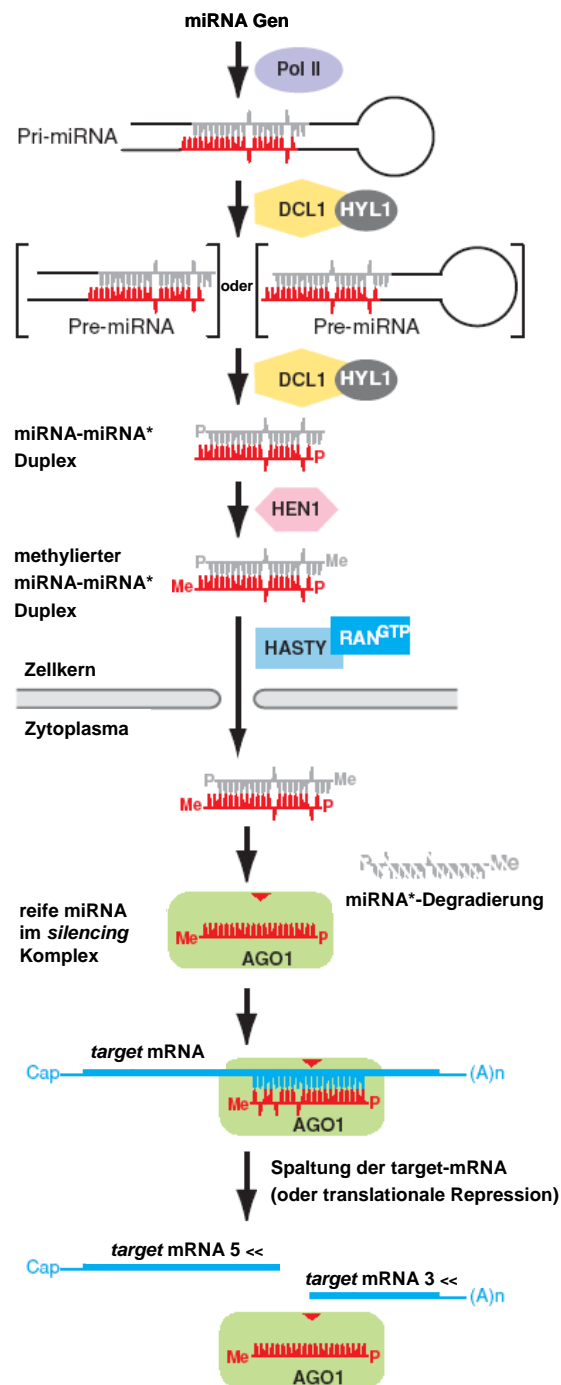 miRNA Gen
Pol II
Pri-miRNA
DCL1 HYL1
oder
Pre-miRNA Pre-miRNA
DCL1 HYL1
miRNA-miRNA*
Duplex
P
P
HEN1
methylierter
miRNA-miRNA*
Duplex
P Me
Me P
HASTY RANGTP
Zellkern
Zytoplasma
P Me
Me P
P -Me
miRNA*-Degradierung
reife miRNA
im silencing
Komplex
Me P
AGO1
target mRNA
Cap (A)n
Me P
AGO1
Spaltung der target-mRNA
(oder translationale Repression)
target mRNA 5 <<
Cap
target mRNA 3 <<
(A)n
Me P
AGO1